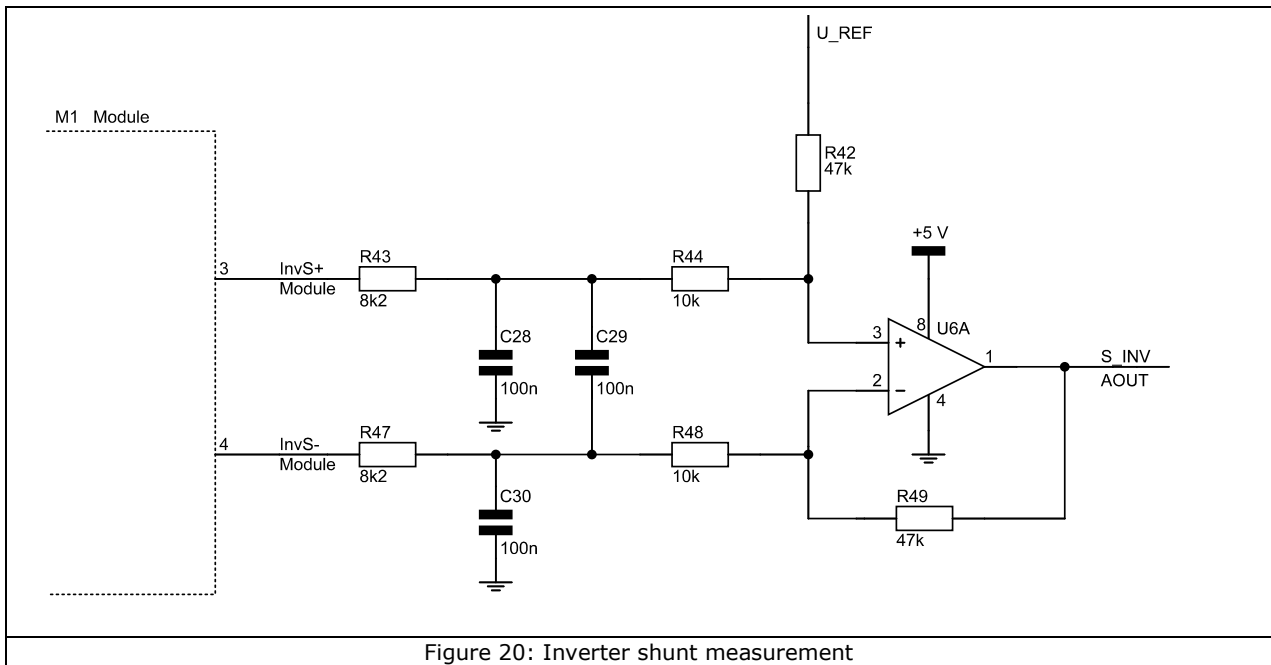 U_REF
M1 Module
R42
47k
+5 V
3
InvS+
Module
R43
8k2
R44
10k
C28
100n
C29
100n
3
+
2
-
8
U6A
1
4
S_INV
AOUT
4
InvS-
Module
R47
8k2
R48
10k
C30
100n
R49
47k
Figure 20: Inverter shunt measurement